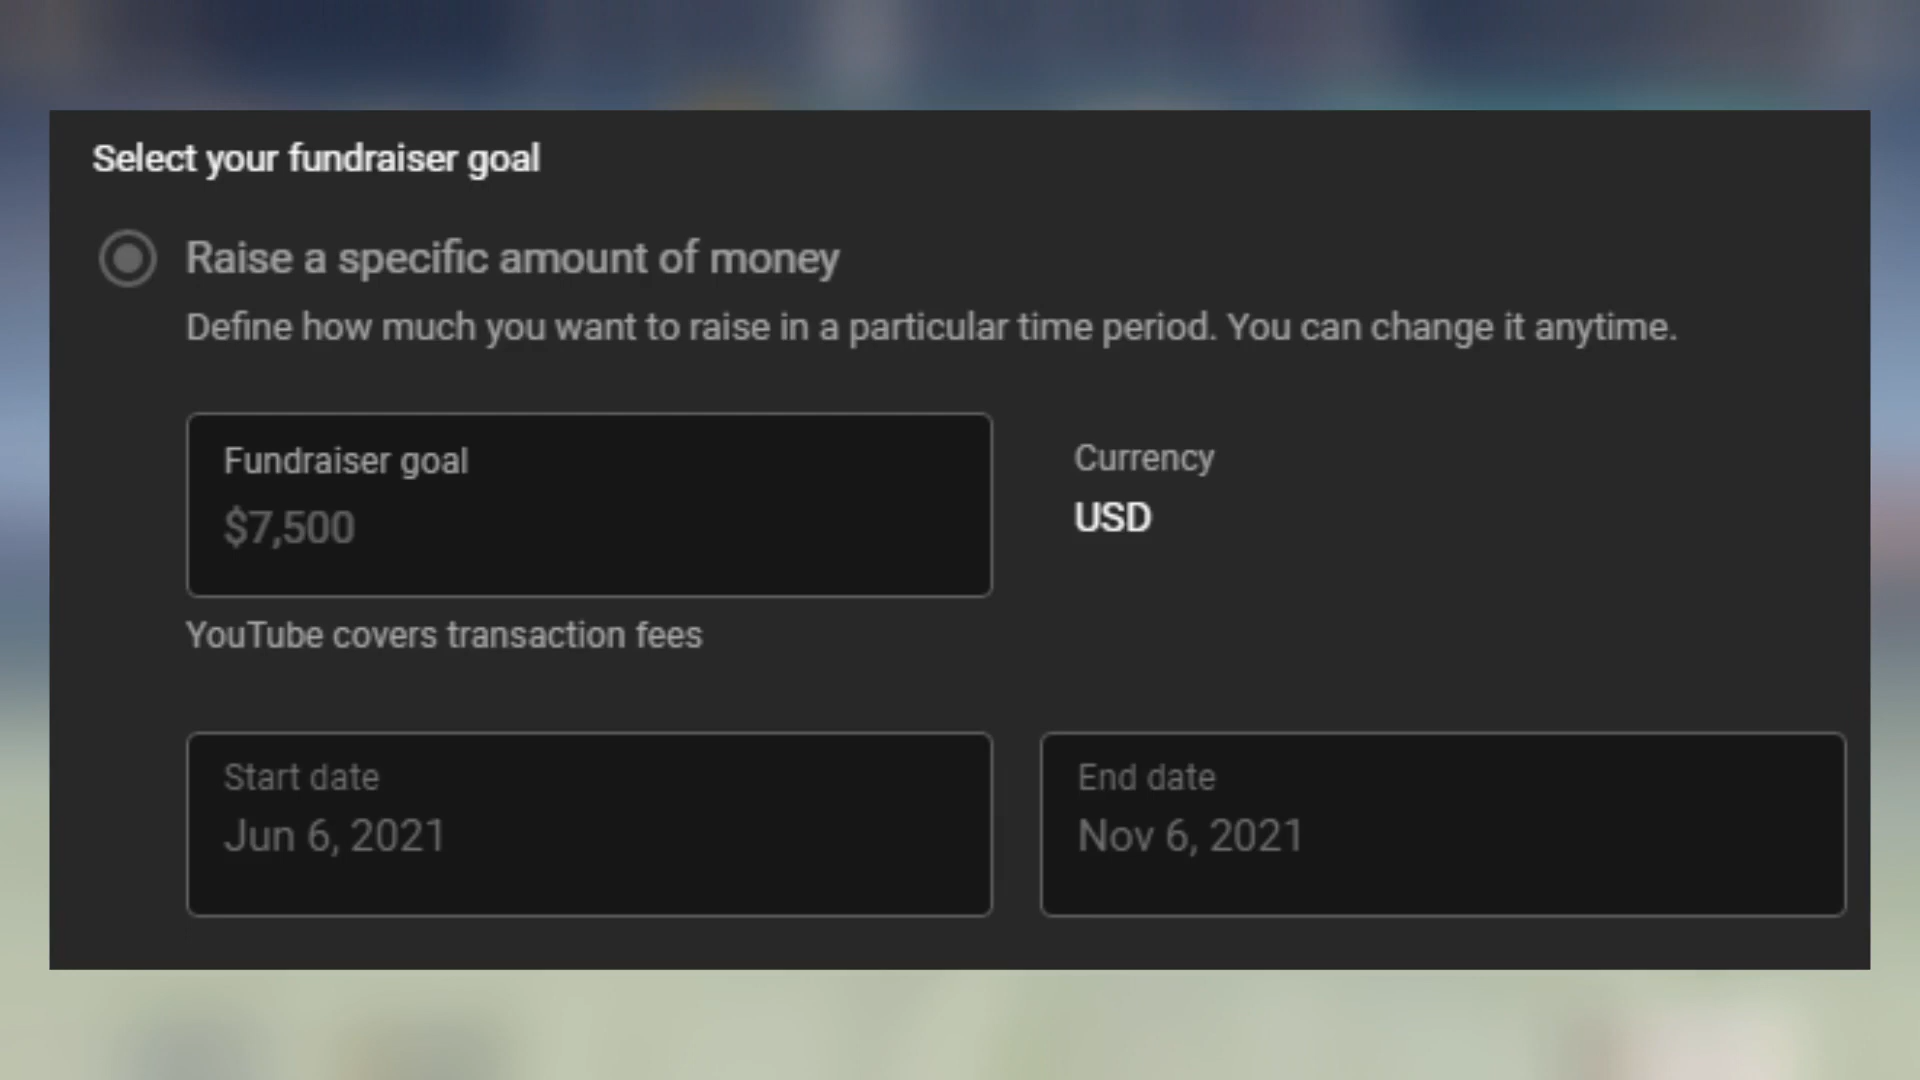 Select your fundraiser goal
Raise a specific amount of money
Define how much you want to raise in a particular time period. You can change it anytime.
Fundraiser goal
$7,500
Currency
USD
YouTube covers transaction fees
Start date
Jun 6, 2021
End date
Nov 6, 2021